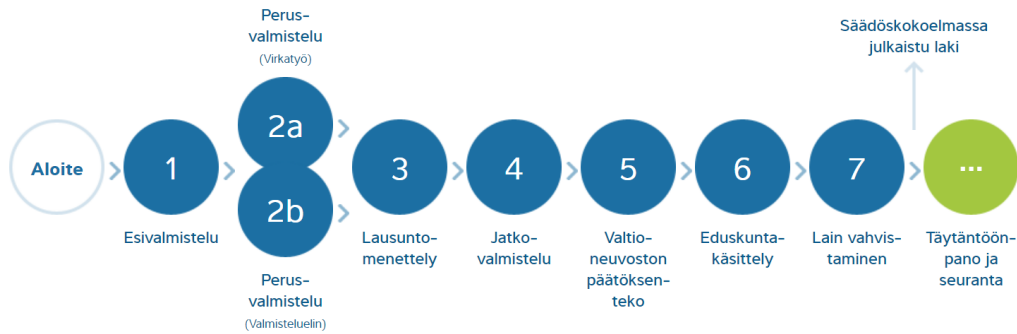 Perus-
valmistelu
(Virkatyö)
Säädöskokoelmassa
julkaistu laki
Aloite
1
2a
2b
3
4
5
6
7
...
Esivalmistelu
Perus-
valmistelu
(Valmisteluelin)
Lausunto-
menettely
Jatko-
valmistelu
Valtio-
neuvoston
päätöksen-
teko
Eduskunta-
käsittely
Lain vahvis-
taminen
Täytäntöön-
pano ja
seuranta